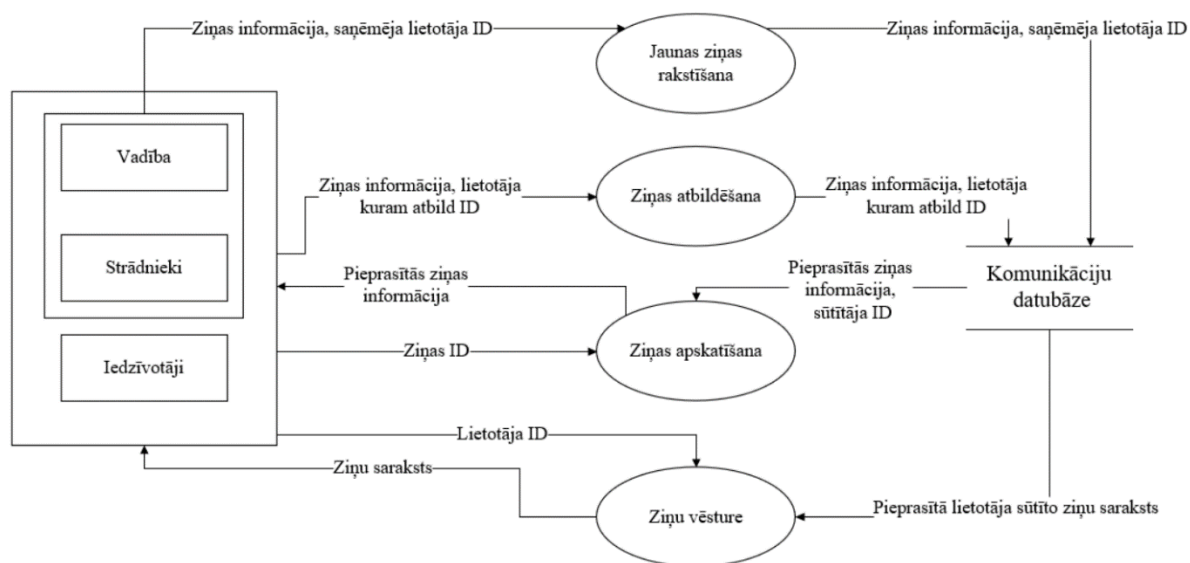 Ziņas informācija, saņēmēja lietotāja ID
Jaunas ziņas
rakstīšana
Ziņas informācija, saņēmēja lietotāja ID
Vadība
Strādnieki
Iedzīvotāji
Ziņas informācija, lietotāja
kuram atbild ID
Ziņas atbildēšana
Ziņas informācija, lietotāja
kuram atbild ID
Pieprasītās ziņas
informācija
Pieprasītās ziņas
informācija,
sūtītāja ID
Komunikāciju
datubāze
Ziņas ID
Ziņas apskatīšana
Lietotāja ID
Ziņu saraksts
Ziņu vēsture
Pieprasītā lietotāja sūtīto ziņu saraksts